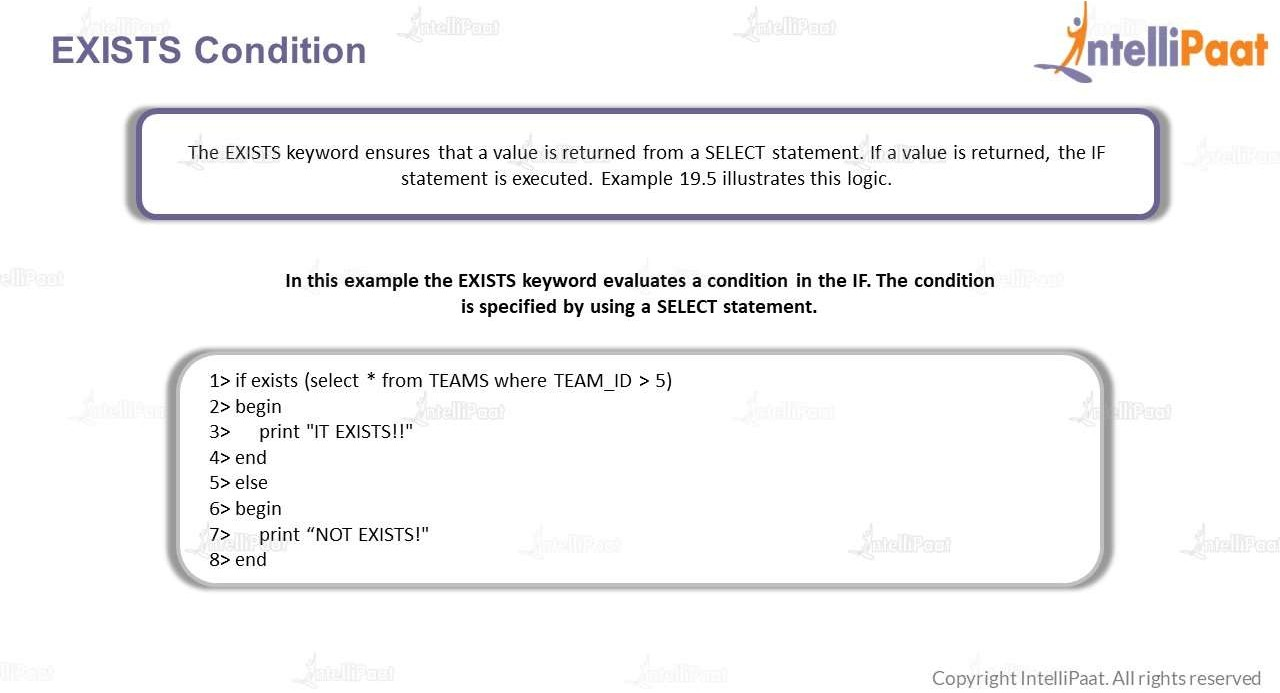 EXISTS Condition
IntelliPaat
The EXISTS keyword ensures that a value is returned from a SELECT statement. If a value is returned, the IF
statement is executed. Example 19.5 illustrates this logic.
In this example the EXISTS keyword evaluates a condition in the IF. The condition
is specified by using a SELECT statement.
1> if exists (select * from TEAMS where TEAM_ID > 5)
2> begin
3> print "IT EXISTS!!"
4> end
5> else
6> begin
7> print “NOT EXISTS!"
8> end
Copyright IntelliPaat. All rights reserved